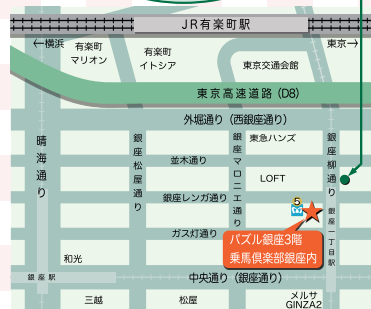 JR有楽町駅
←横浜
有楽町
マリオン
有楽町
イトシア
東京交通会館
東京→
東京高速道路（D8）
外堀通り（西銀座通り）
晴海通り
銀座松屋通り
銀座マロニエ通り
東急ハンズ
銀座柳通り
並木通り
LOFT
銀座レンガ通り
5
銀座一丁目駅
ガス灯通り
パズル銀座3階
乗馬倶楽部銀座内
和光
銀座駅
中央通り（銀座通り）
三越
松屋
メルサ
GINZA2